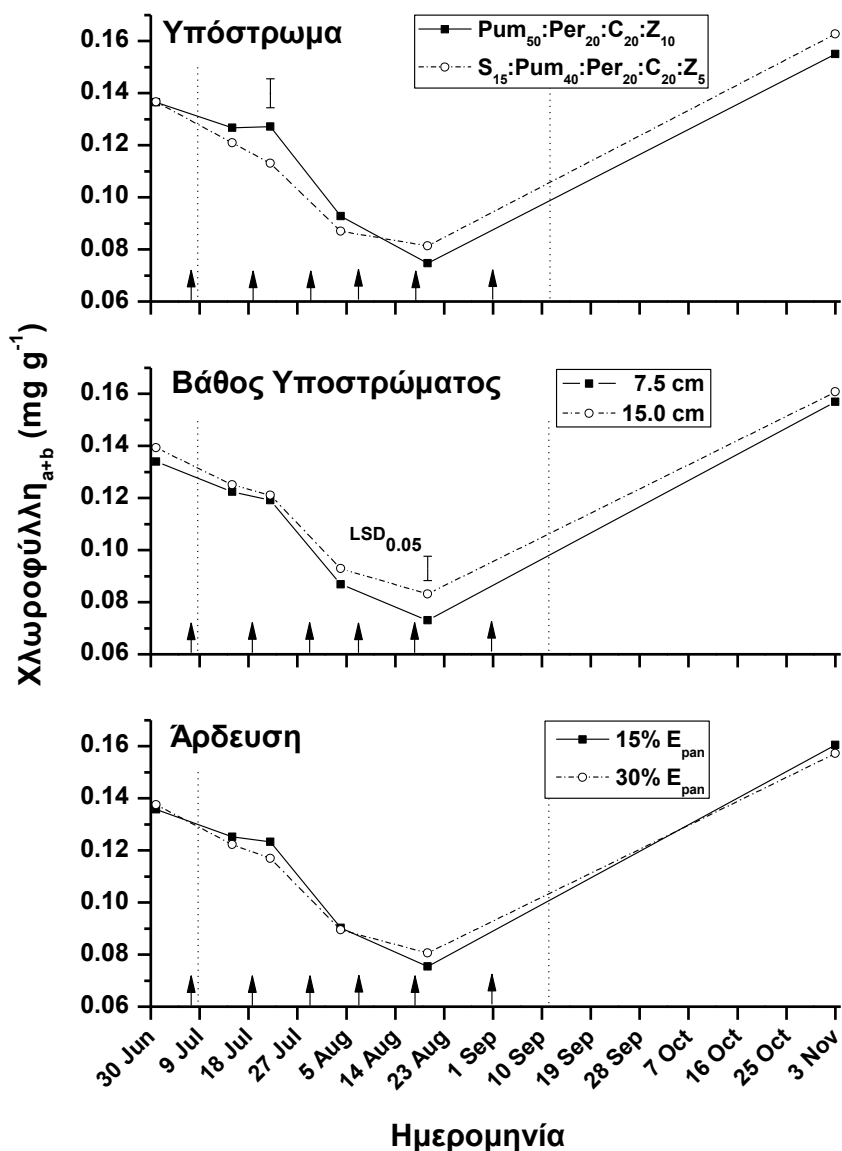 Υπόστρωμα
Pum50:Per20:C20:Z10
S15:Pum40:Per20:C20:Z5
0.16
0.14
0.12
0.10
0.08
0.06
Βάθος Υποστρώματος
7.5 cm
15.0 cm
0.16
0.14
0.12
0.10
0.08
0.06
LSD0.05
Χλωροφύλληa+b (mg g-1)
Άρδευση
15% Epan
30% Epan
0.16
0.14
0.12
0.10
0.08
0.06
30 Jun
9 Jul
18 Jul
27 Jul
5 Aug
14 Aug
23 Aug
1 Sep
10 Sep
19 Sep
28 Sep
7 Oct
16 Oct
25 Oct
3 Nov
Ημερομηνία